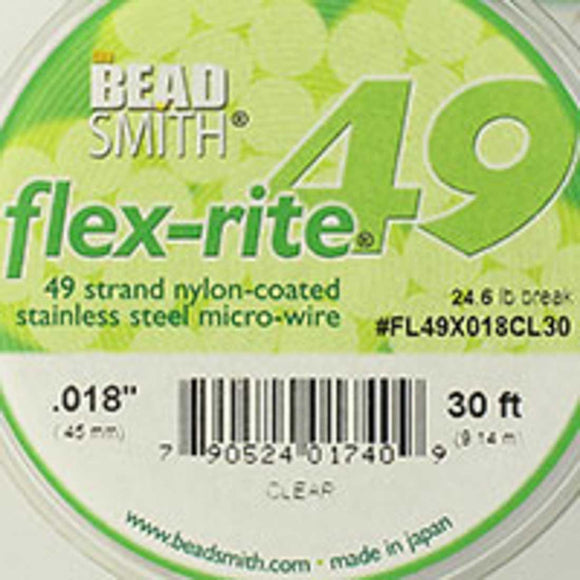 the
BEAD
SMITH®
49
flex-rite®
49 strand nylon-coated
stainless steel micro-wire
24.6 lb break
#FL49X018CL30
.018"
(.45 mm)
30 ft
(9.14 m)
7 90524 01740 9
CLEAR
www.beadsmith.com • made in japan